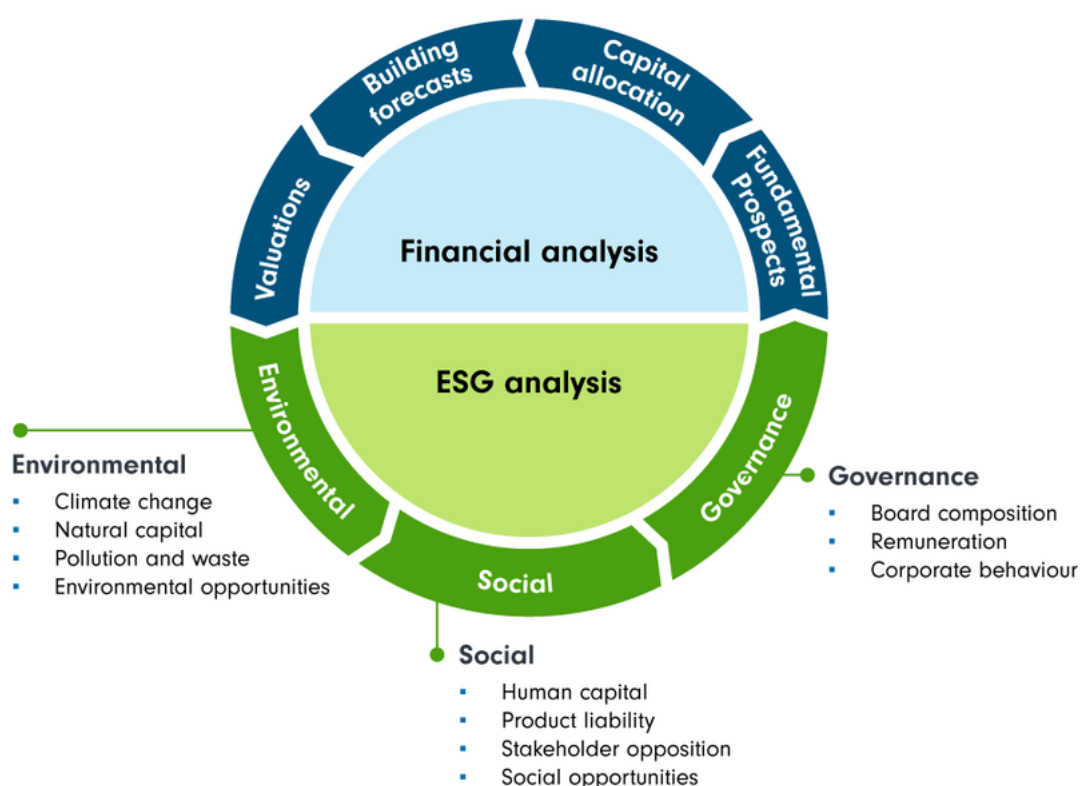 Building
forecasts
Capital
allocation
Fundamental
Prospects
Valuations
Financial analysis
ESG analysis
Environmental
Social
Governance
Environmental
▪ Climate change
▪ Natural capital
▪ Pollution and waste
▪ Environmental opportunities
Governance
▪ Board composition
▪ Remuneration
▪ Corporate behaviour
Social
▪ Human capital
▪ Product liability
▪ Stakeholder opposition
▪ Social opportunities